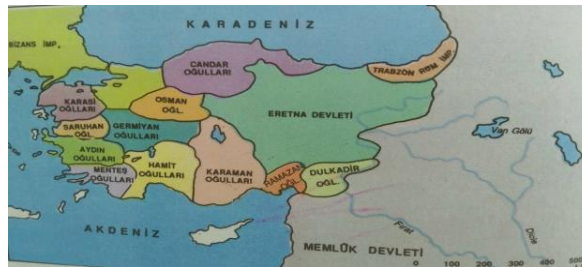 KARADENİZ
BİZANS İMP.
CANDAR
OĞULLARI
TRABZON RUM İMP.
KARASİ
OĞLLARI
OSMAN
OĞL.
ERETNA DEVLETİ
SARUHAN
OĞL.
GERMİYAN
OĞULLARI
Van Gölü
AYDIN
OĞULLARI
MENTEŞ
OĞULLARI
HAMİT
OĞULLARI
KARAMAN
OĞULLARI
RAMAZAN
OĞL.
DULKADİR
OĞL.
AKDENİZ
Fırat
Dicle
MEMLÛK DEVLETİ
0 100 200 300 400 500